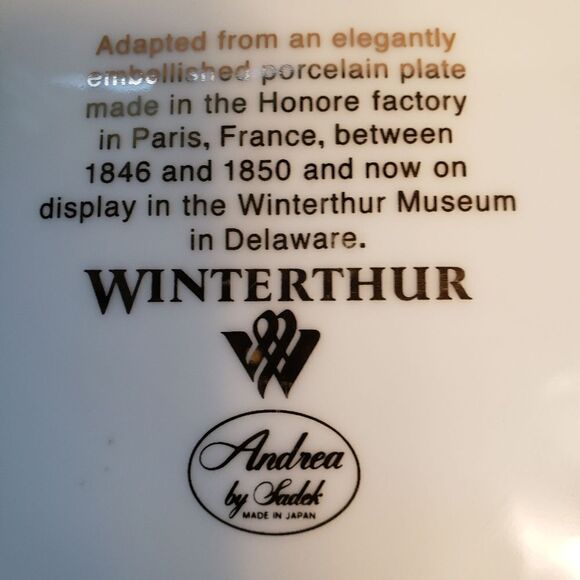 Adapted from an elegantly
embellished porcelain plate
made in the Honore factory
in Paris, France, between
1846 and 1850 and now on
display in the Winterthur Museum
in Delaware.
WINTERTHUR
Andrea
by Sadek
MADE IN JAPAN